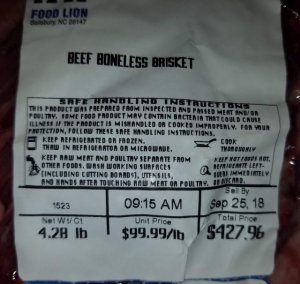 FOOD LION
Salisbury, NC 28147
BEEF BONELESS BRISKET
SAFE HANDLING INSTRUCTIONS
THIS PRODUCT WAS PREPARED FROM INSPECTED AND PASSED MEAT AND/OR
POULTRY. SOME FOOD PRODUCT MAY CONTAIN BACTERIA THAT COULD CAUSE
ILLNESS IF THE PRODUCT IS MISHANDLED OR COOKED IMPROPERLY. FOR YOUR
PROTECTION, FOLLOW THESE SAFE HANDLING INSTRUCTIONS.
KEEP REFRIGERATED OR FROZEN.
THAW IN REFRIGERATOR OR MICROWAVE.
COOK
THOROUGHLY
KEEP RAW MEAT AND POULTRY SEPARATE FROM
OTHER FOODS. WASH WORKING SURFACES
(INCLUDING CUTTING BOARDS), UTENSILS,
AND HANDS AFTER TOUCHING RAW MEAT OR POULTRY.
KEEP HOT FOODS HOT.
REFRIGERATE LEFT-
OVERS IMMEDIATELY
OR DISCARD.
Sell By
1523 09:15 AM Sep 25, 18
Net Wt/Ct Unit Price Total Price
4.28 lb $99.99/lb $427.96